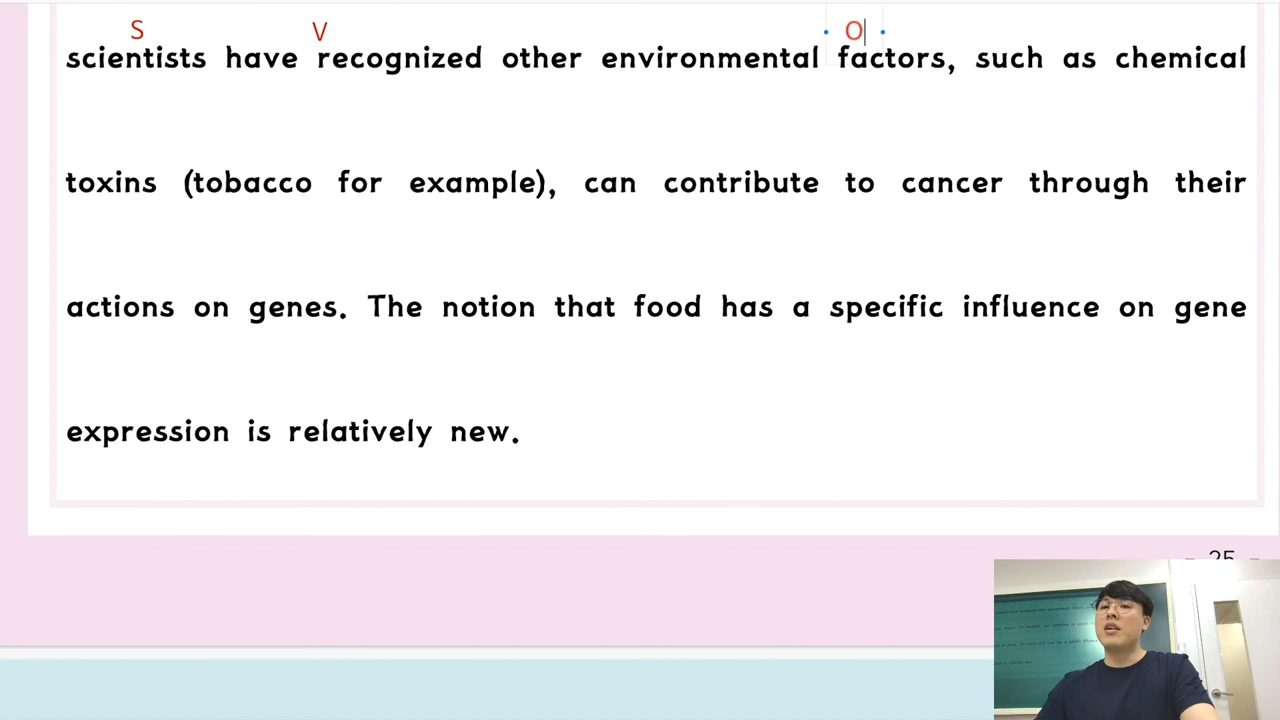 S V O
scientists have recognized other environmental factors, such as chemical
toxins (tobacco for example), can contribute to cancer through their
actions on genes. The notion that food has a specific influence on gene
expression is relatively new.
- 25 -